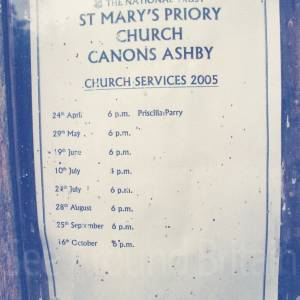 THE NATIONAL TRUST
ST MARY'S PRIORY
CHURCH
CANONS ASHBY
CHURCH SERVICES 2005
24th April 6 p.m. Priscilla Parry
29th May 6 p.m.
19th June 6 p.m.
10th July 3 p.m.
24th July 6 p.m.
28th August 6 p.m.
25th September 6 p.m.
16th October 6 p.m.